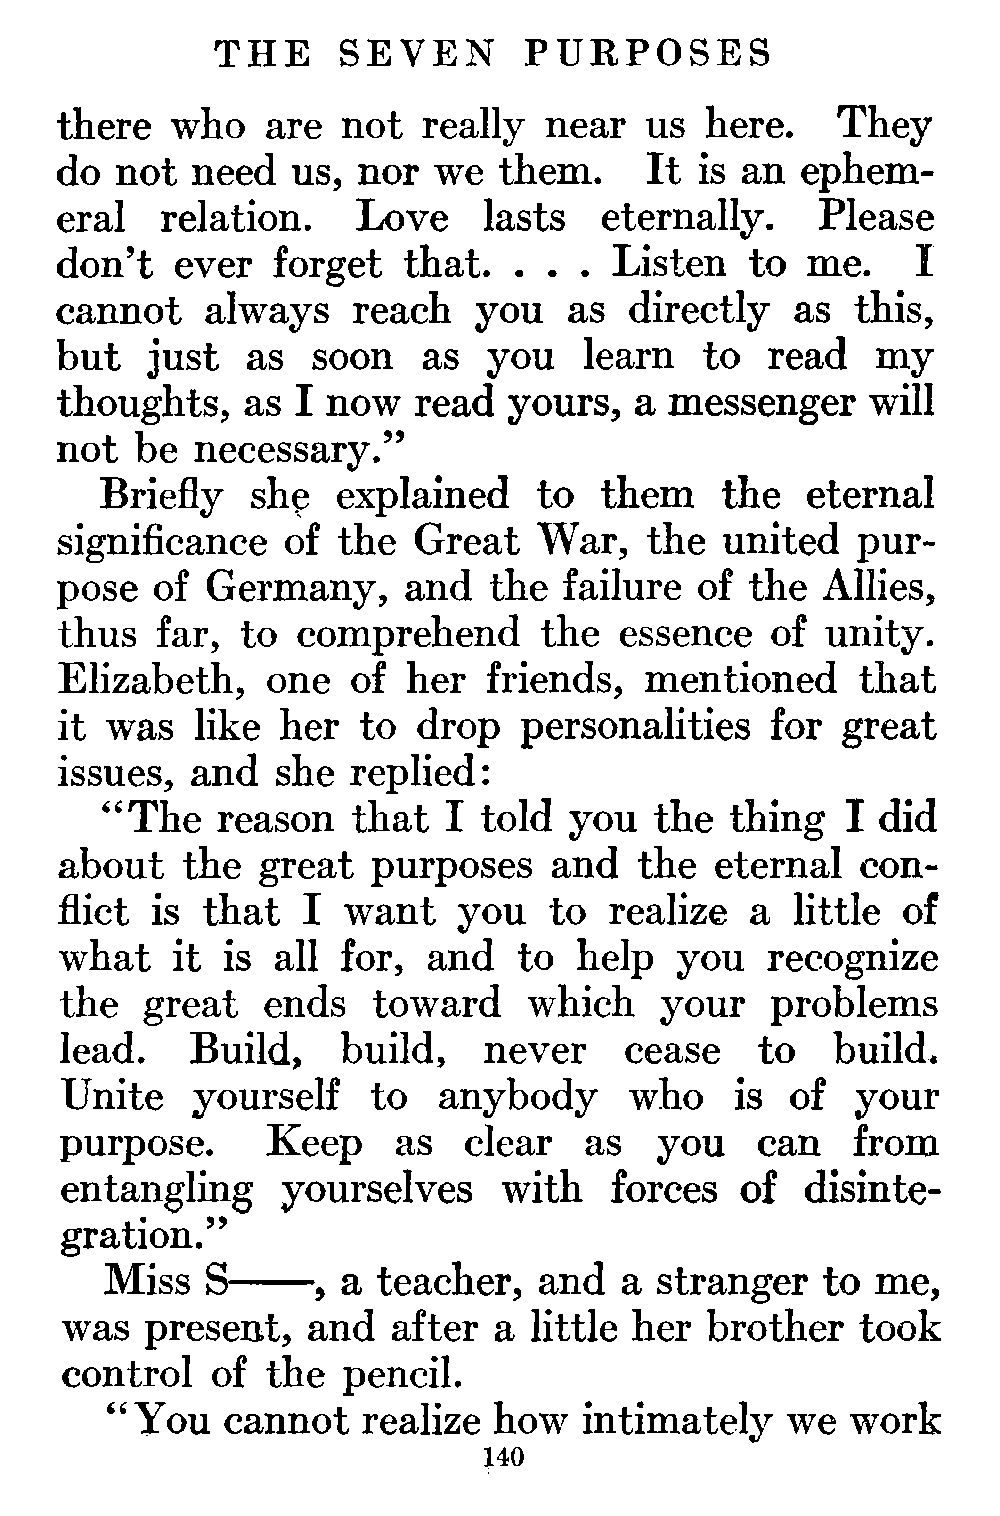 THE SEVEN PURPOSES
there who are not really near us here. They
do not need us, nor we them. It is an ephem-
eral relation. Love lasts eternally. Please
don't ever forget that. . . . Listen to me. I
cannot always reach you as directly as this,
but just as soon as you learn to read my
thoughts, as I now read yours, a messenger will
not be necessary."
Briefly she explained to them the eternal
significance of the Great War, the united pur-
pose of Germany, and the failure of the Allies,
thus far, to comprehend the essence of unity.
Elizabeth, one of her friends, mentioned that
it was like her to drop personalities for great
issues, and she replied:
"The reason that I told you the thing I did
about the great purposes and the eternal con-
flict is that I want you to realize a little of
what it is all for, and to help you recognize
the great ends toward which your problems
lead. Build, build, never cease to build.
Unite yourself to anybody who is of your
purpose. Keep as clear as you can from
entangling yourselves with forces of disinte-
gration."
Miss S——, a teacher, and a stranger to me,
was present, and after a little her brother took
control of the pencil.
"You cannot realize how intimately we work
140